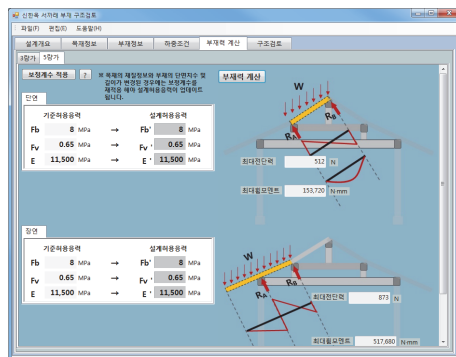 신한옥 서까래 부재 구조검토
파일(F) 편집(E) 도움말(H)
설계개요 목재정보 부재정보 하중조건 부재력 계산 구조검토
3량가 5량가
보정계수 적용 ? ※ 목재의 재질정보와 부재의 단면치수 및
길이가 변경된 경우에는 보정계수를
재적용 해야 설계허용응력이 업데이트
됩니다.
부재력 계산
단연
기준허용응력 설계허용응력
Fb 8 MPa → Fb' 8 MPa
Fv 0.65 MPa → Fv ' 0.65 MPa
E 11,500 MPa → E ' 11,500 MPa
W
RA
RB
최대전단력 512 N
최대휨모멘트 153,720 N·mm
장연
기준허용응력 설계허용응력
Fb 8 MPa → Fb' 8 MPa
Fv 0.65 MPa → Fv ' 0.65 MPa
E 11,500 MPa → E ' 11,500 MPa
W
RA
RB
최대전단력 873 N
최대휨모멘트 517,680 N·mm